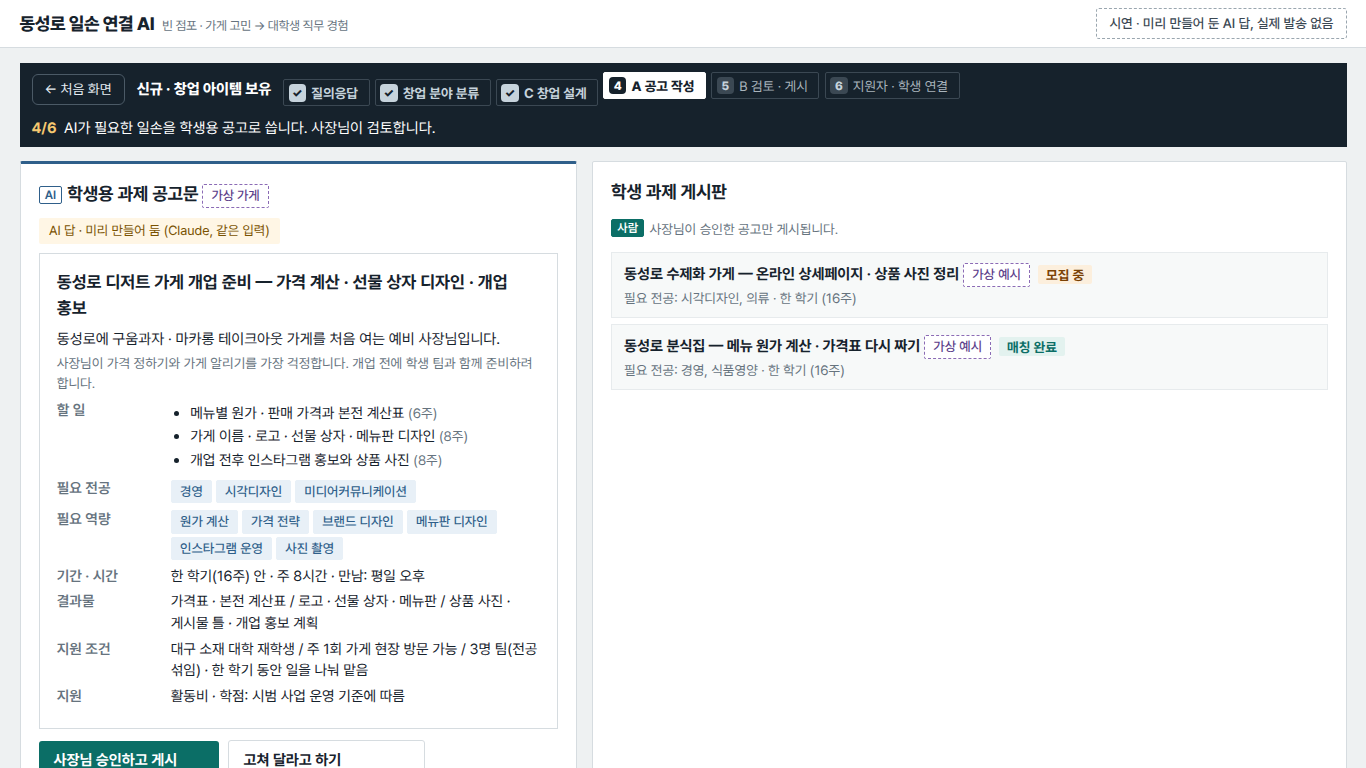 동성로 일손 연결 AI 빈 점포 · 가게 고민 → 대학생 직무 경험
시연 · 미리 만들어 둔 AI 답, 실제 발송 없음
← 처음 화면 신규 · 창업 아이템 보유 질의응답 창업 분야 분류 C 창업 설계 4 A 공고 작성 5 B 검토 · 게시 6 지원자 · 학생 연결
4/6 AI가 필요한 일손을 학생용 공고로 씁니다. 사장님이 검토합니다.
AI 학생용 과제 공고문 가상 가게
AI 답 · 미리 만들어 둠 (Claude, 같은 입력)
동성로 디저트 가게 개업 준비 — 가격 계산 · 선물 상자 디자인 · 개업
홍보
동성로에 구움과자 · 마카롱 테이크아웃 가게를 처음 여는 예비 사장님입니다.
사장님이 가격 정하기와 가게 알리기를 가장 걱정합니다. 개업 전에 학생 팀과 함께 준비하려
합니다.
할 일
메뉴별 원가 · 판매 가격과 본전 계산표 (6주)
가게 이름 · 로고 · 선물 상자 · 메뉴판 디자인 (8주)
개업 전후 인스타그램 홍보와 상품 사진 (8주)
필요 전공 경영 시각디자인 미디어커뮤니케이션
필요 역량 원가 계산 가격 전략 브랜드 디자인 메뉴판 디자인
인스타그램 운영 사진 촬영
기간 · 시간 한 학기(16주) 안 · 주 8시간 · 만남: 평일 오후
결과물 가격표 · 본전 계산표 / 로고 · 선물 상자 · 메뉴판 / 상품 사진 ·
게시물 틀 · 개업 홍보 계획
지원 조건 대구 소재 대학 재학생 / 주 1회 가게 현장 방문 가능 / 3명 팀(전공
섞임) · 한 학기 동안 일을 나눠 맡음
지원 활동비 · 학점: 시범 사업 운영 기준에 따름
사장님 승인하고 게시 고쳐 달라고 하기
학생 과제 게시판
사람 사장님이 승인한 공고만 게시됩니다.
동성로 수제화 가게 — 온라인 상세페이지 · 상품 사진 정리 가상 예시 모집 중
필요 전공: 시각디자인, 의류 · 한 학기 (16주)
동성로 분식집 — 메뉴 원가 계산 · 가격표 다시 짜기 가상 예시 매칭 완료
필요 전공: 경영, 식품영양 · 한 학기 (16주)